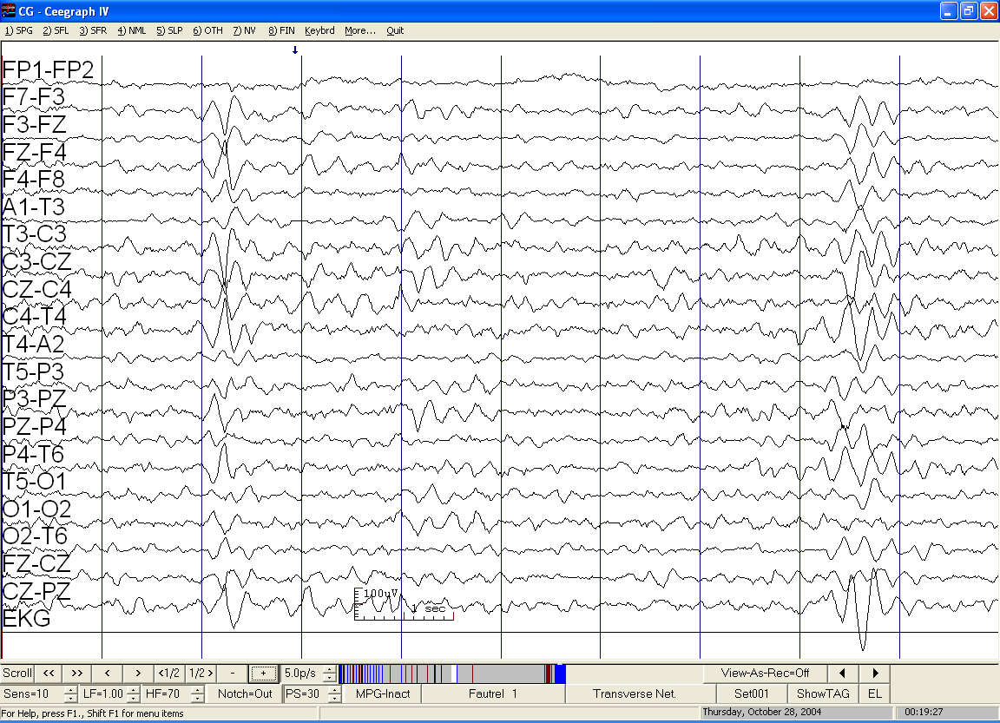 CG - Ceegraph IV
1) SPG 2) SFL 3) SFR 4) NML 5) SLP 6) OTH 7) NV 8) FIN Keybrd More... Quit
FP1-FP2
F7-F3
F3-FZ
FZ-F4
F4-F8
A1-T3
T3-C3
C3-CZ
CZ-C4
C4-T4
T4-A2
T5-P3
P3-PZ
PZ-P4
P4-T6
T5-O1
O1-O2
O2-T6
FZ-CZ
CZ-PZ
100uV
1 sec
EKG
Scroll << >> < > <1/2 1/2> - + 5.0p/s View-As-Rec=Off
Sens=10 LF=1.00 HF=70 Notch=Out PS=30 MPG-Inact Fautrel 1 Transverse Net. Set001 ShowTAG EL
For Help, press F1., Shift F1 for menu items Thursday, October 28, 2004 00:19:27